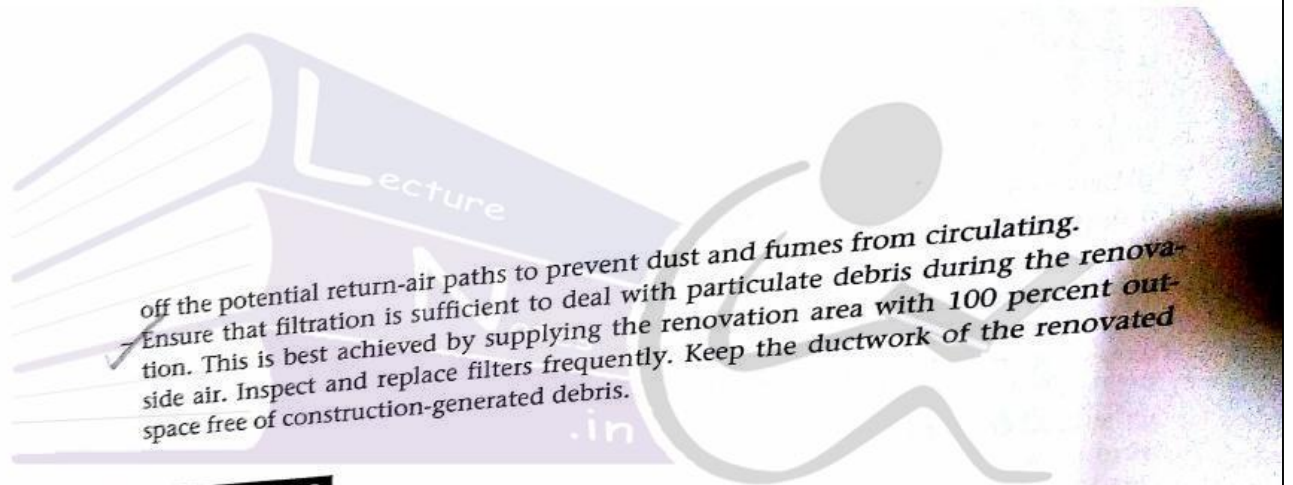 off the potential return-air paths to prevent dust and fumes from circulating.
– Ensure that filtration is sufficient to deal with particulate debris during the renova-
tion. This is best achieved by supplying the renovation area with 100 percent out-
side air. Inspect and replace filters frequently. Keep the ductwork of the renovated
space free of construction-generated debris.
Lecture
.in